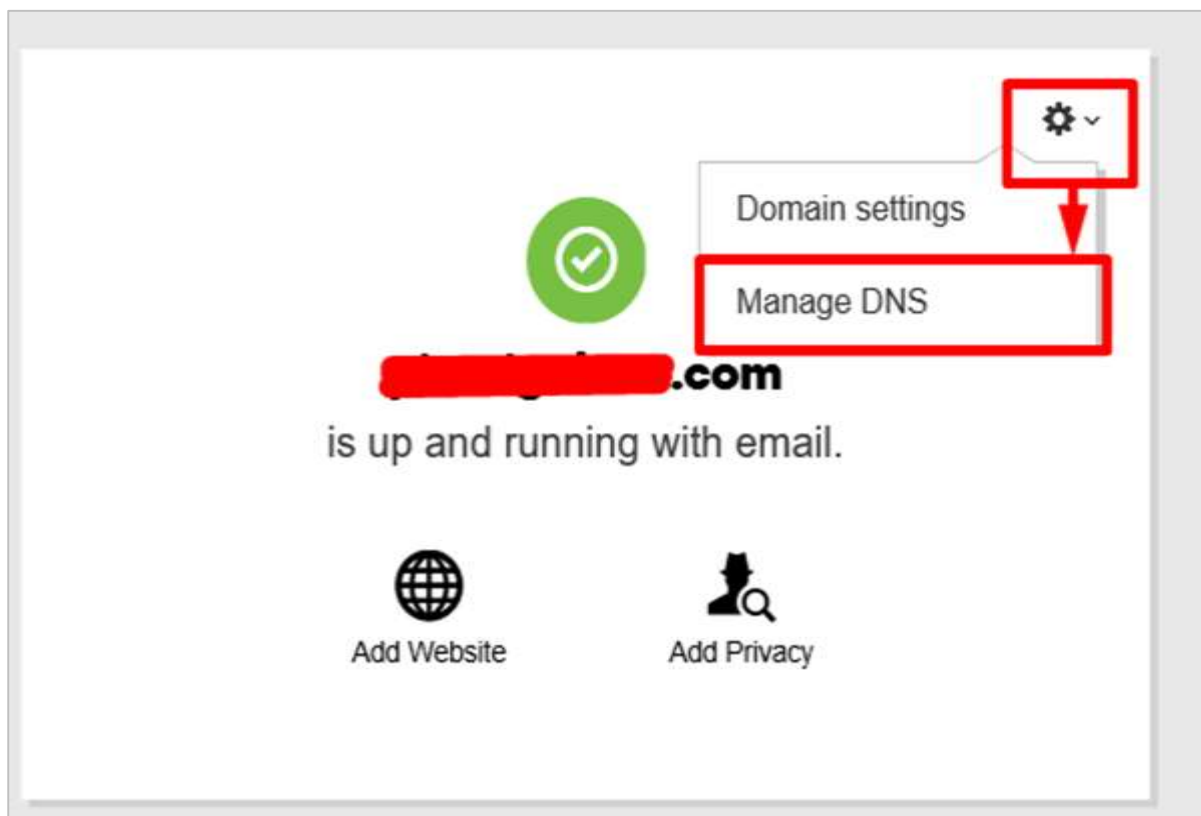 Domain settings
Manage DNS
.com
is up and running with email.
Add Website
Add Privacy